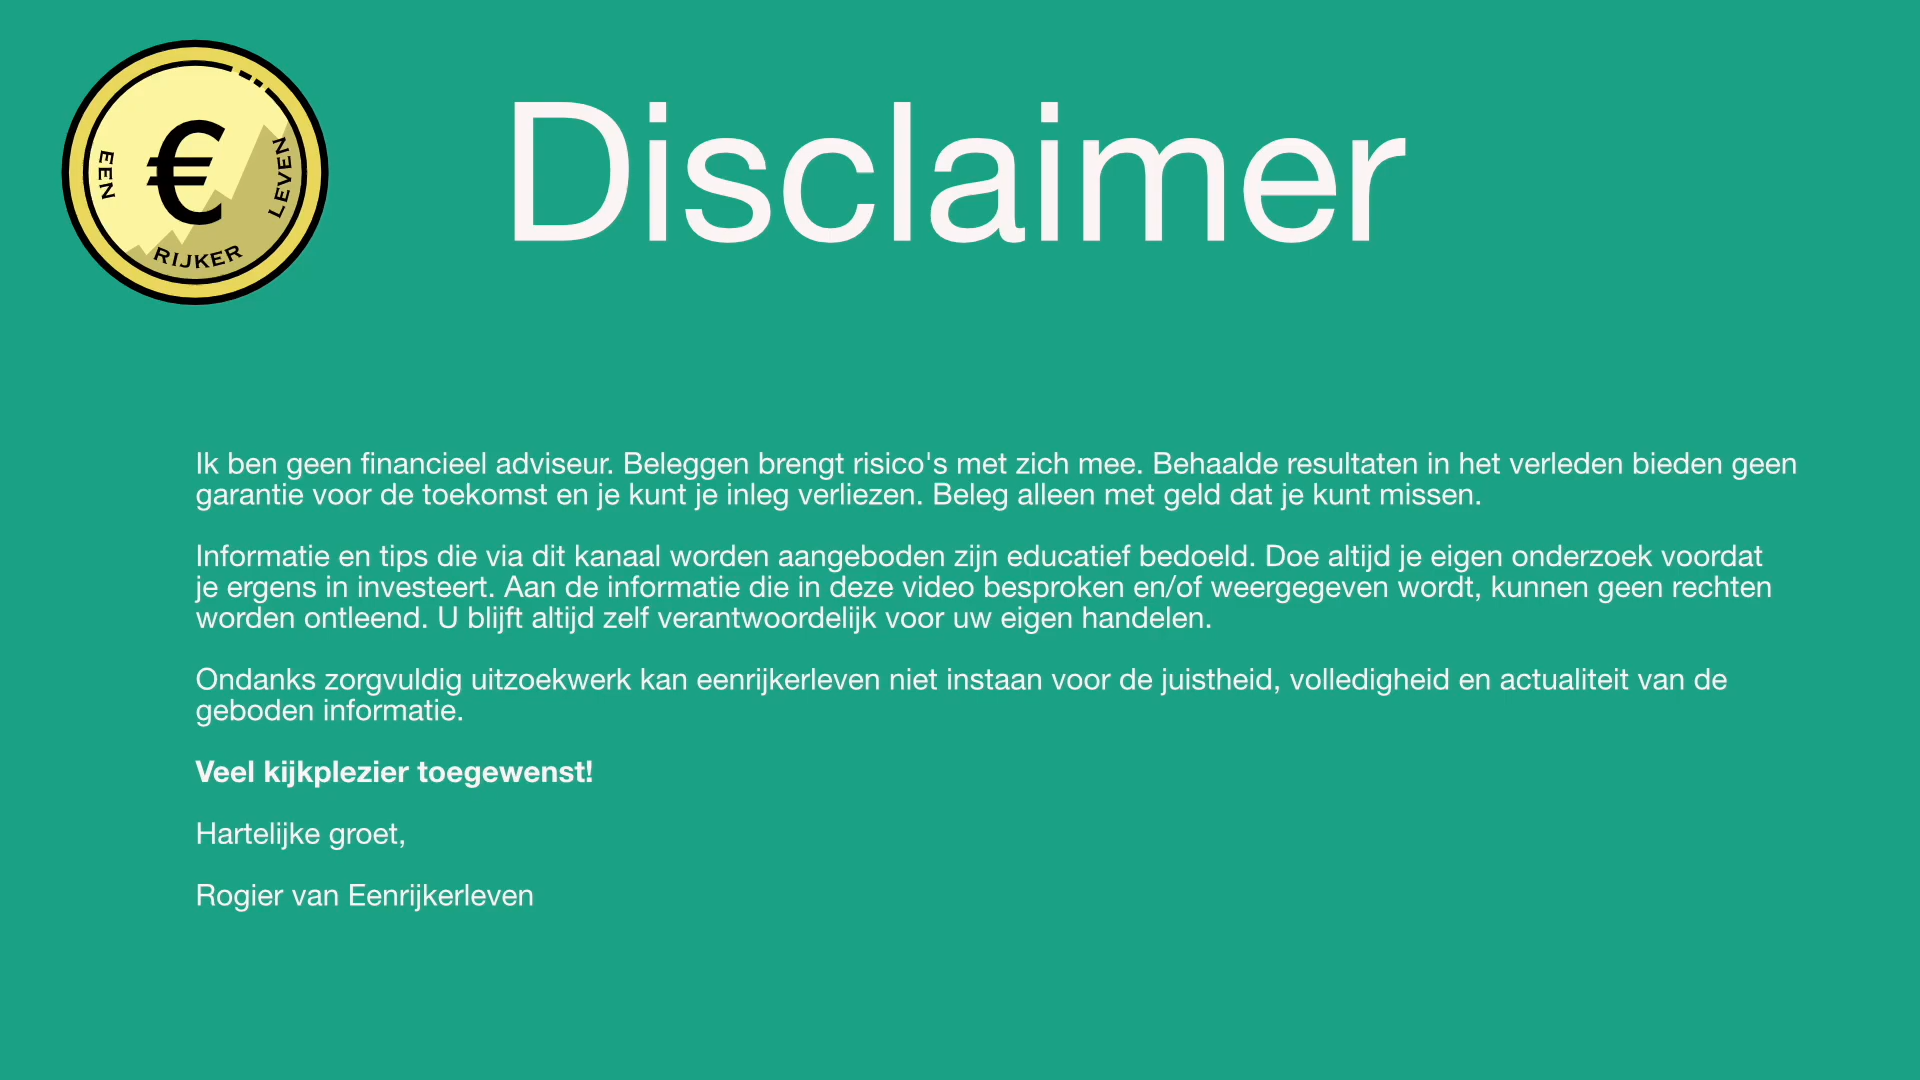 €
EEN
RIJKER
LEVEN
Disclaimer
Ik ben geen financieel adviseur. Beleggen brengt risico's met zich mee. Behaalde resultaten in het verleden bieden geen
garantie voor de toekomst en je kunt je inleg verliezen. Beleg alleen met geld dat je kunt missen.
Informatie en tips die via dit kanaal worden aangeboden zijn educatief bedoeld. Doe altijd je eigen onderzoek voordat
je ergens in investeert. Aan de informatie die in deze video besproken en/of weergegeven wordt, kunnen geen rechten
worden ontleend. U blijft altijd zelf verantwoordelijk voor uw eigen handelen.
Ondanks zorgvuldig uitzoekwerk kan eenrijkerleven niet instaan voor de juistheid, volledigheid en actualiteit van de
geboden informatie.
Veel kijkplezier toegewenst!
Hartelijke groet,
Rogier van Eenrijkerleven